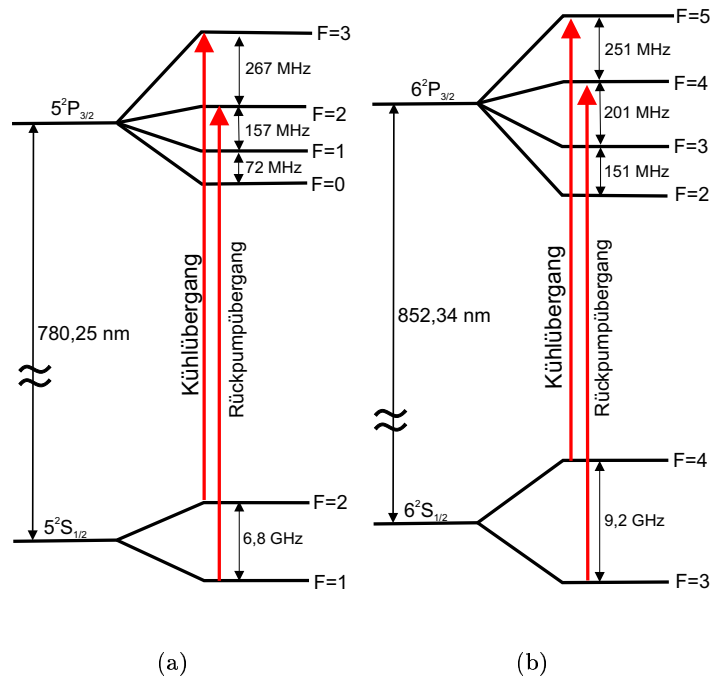 F=3
267 MHz
5²P₃/₂
F=2
157 MHz
F=1
72 MHz
F=0
780,25 nm
Kühlübergang
Rückpumpübergang
F=2
5²S₁/₂
6,8 GHz
F=1
(a)
F=5
251 MHz
6²P₃/₂
F=4
201 MHz
F=3
151 MHz
F=2
852,34 nm
Kühlübergang
Rückpumpübergang
F=4
6²S₁/₂
9,2 GHz
F=3
(b)